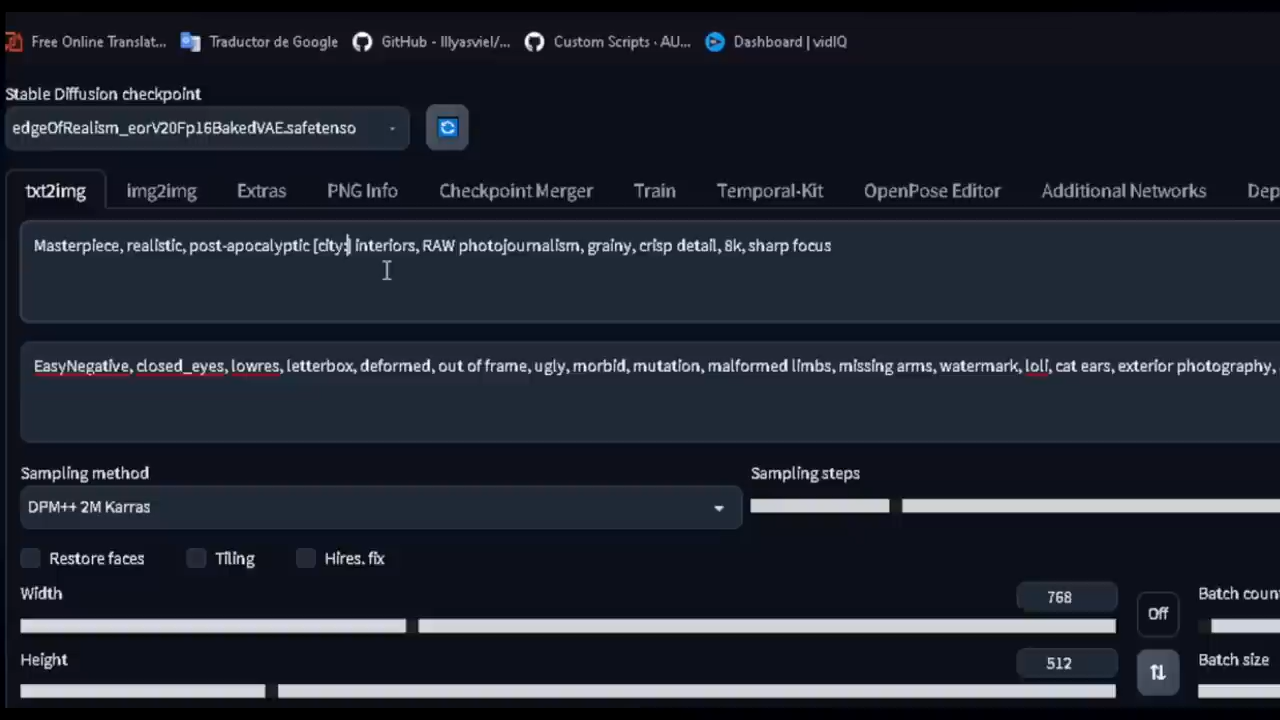 Free Online Translat... Traductor de Google GitHub - lllyasviel/... Custom Scripts · AU... Dashboard | vidIQ
Stable Diffusion checkpoint
edgeOfRealism_eorV20Fp16BakedVAE.safetenso
txt2img img2img Extras PNG Info Checkpoint Merger Train Temporal-Kit OpenPose Editor Additional Networks Dep
Masterpiece, realistic, post-apocalyptic [city:] interiors, RAW photojournalism, grainy, crisp detail, 8k, sharp focus
EasyNegative, closed_eyes, lowres, letterbox, deformed, out of frame, ugly, morbid, mutation, malformed limbs, missing arms, watermark, loli, cat ears, exterior photography,
Sampling method Sampling steps
DPM++ 2M Karras
Restore faces Tiling Hires. fix
Width 768 Off Batch coun
Height 512 Batch size